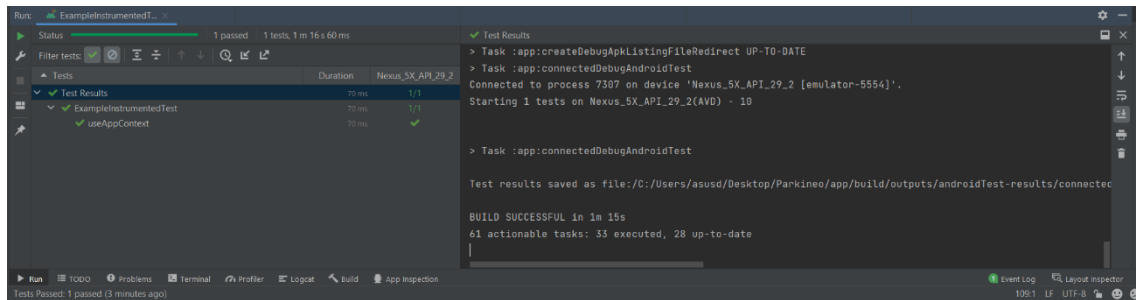 Run: ExampleInstrumentedT... ×
Status 1 passed 1 tests, 1 m 16 s 60 ms
Filter tests:
Tests Duration Nexus_5X_API_29_2
Test Results 70 ms 1/1
ExampleInstrumentedTest 70 ms 1/1
useAppContext 70 ms
Test Results
> Task :app:createDebugApkListingFileRedirect UP-TO-DATE
> Task :app:connectedDebugAndroidTest
Connected to process 7307 on device 'Nexus_5X_API_29_2 [emulator-5554]'.
Starting 1 tests on Nexus_5X_API_29_2(AVD) - 10
> Task :app:connectedDebugAndroidTest
Test results saved as file:/C:/Users/asusd/Desktop/Parkineo/app/build/outputs/androidTest-results/connected
BUILD SUCCESSFUL in 1m 15s
61 actionable tasks: 33 executed, 28 up-to-date
Run TODO Problems Terminal Profiler Logcat Build App Inspection Event Log Layout Inspector
Tests Passed: 1 passed (3 minutes ago) 109:1 LF UTF-8